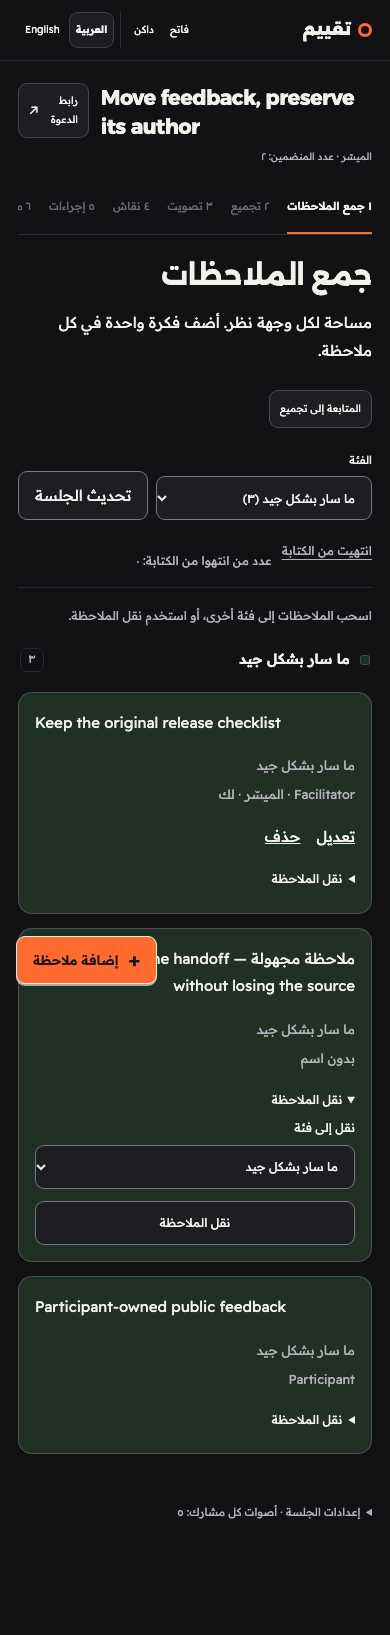 تقييم
فاتح
داكن
العربية
English
Move feedback, preserve
its author
رابط
الدعوة
الميسّر · عدد المنضمين: ٢
١ جمع الملاحظات
٢ تجميع
٣ تصويت
٤ نقاش
٥ إجراءات
٦
جمع الملاحظات
مساحة لكل وجهة نظر. أضف فكرة واحدة في كل
ملاحظة.
المتابعة إلى تجميع
الفئة
ما سار بشكل جيد (٣)
تحديث الجلسة
انتهيت من الكتابة
عدد من انتهوا من الكتابة: ٠
اسحب الملاحظات إلى فئة أخرى، أو استخدم نقل الملاحظة.
ما سار بشكل جيد
٣
Keep the original release checklist
ما سار بشكل جيد
Facilitator · الميسّر · لك
تعديل
حذف
نقل الملاحظة
ملاحظة مجهولة — handoff
without losing the source
إضافة ملاحظة
ما سار بشكل جيد
بدون اسم
نقل الملاحظة
نقل إلى فئة
ما سار بشكل جيد
نقل الملاحظة
Participant-owned public feedback
ما سار بشكل جيد
Participant
نقل الملاحظة
إعدادات الجلسة · أصوات كل مشارك: ٥